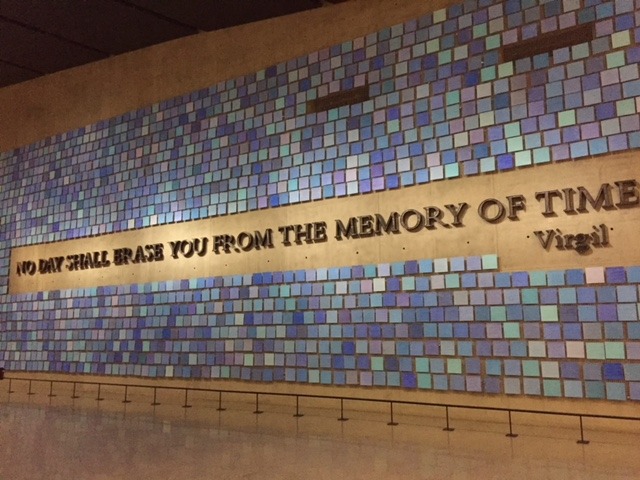 NO DAY SHALL ERASE YOU FROM THE MEMORY OF TIME
Virgil